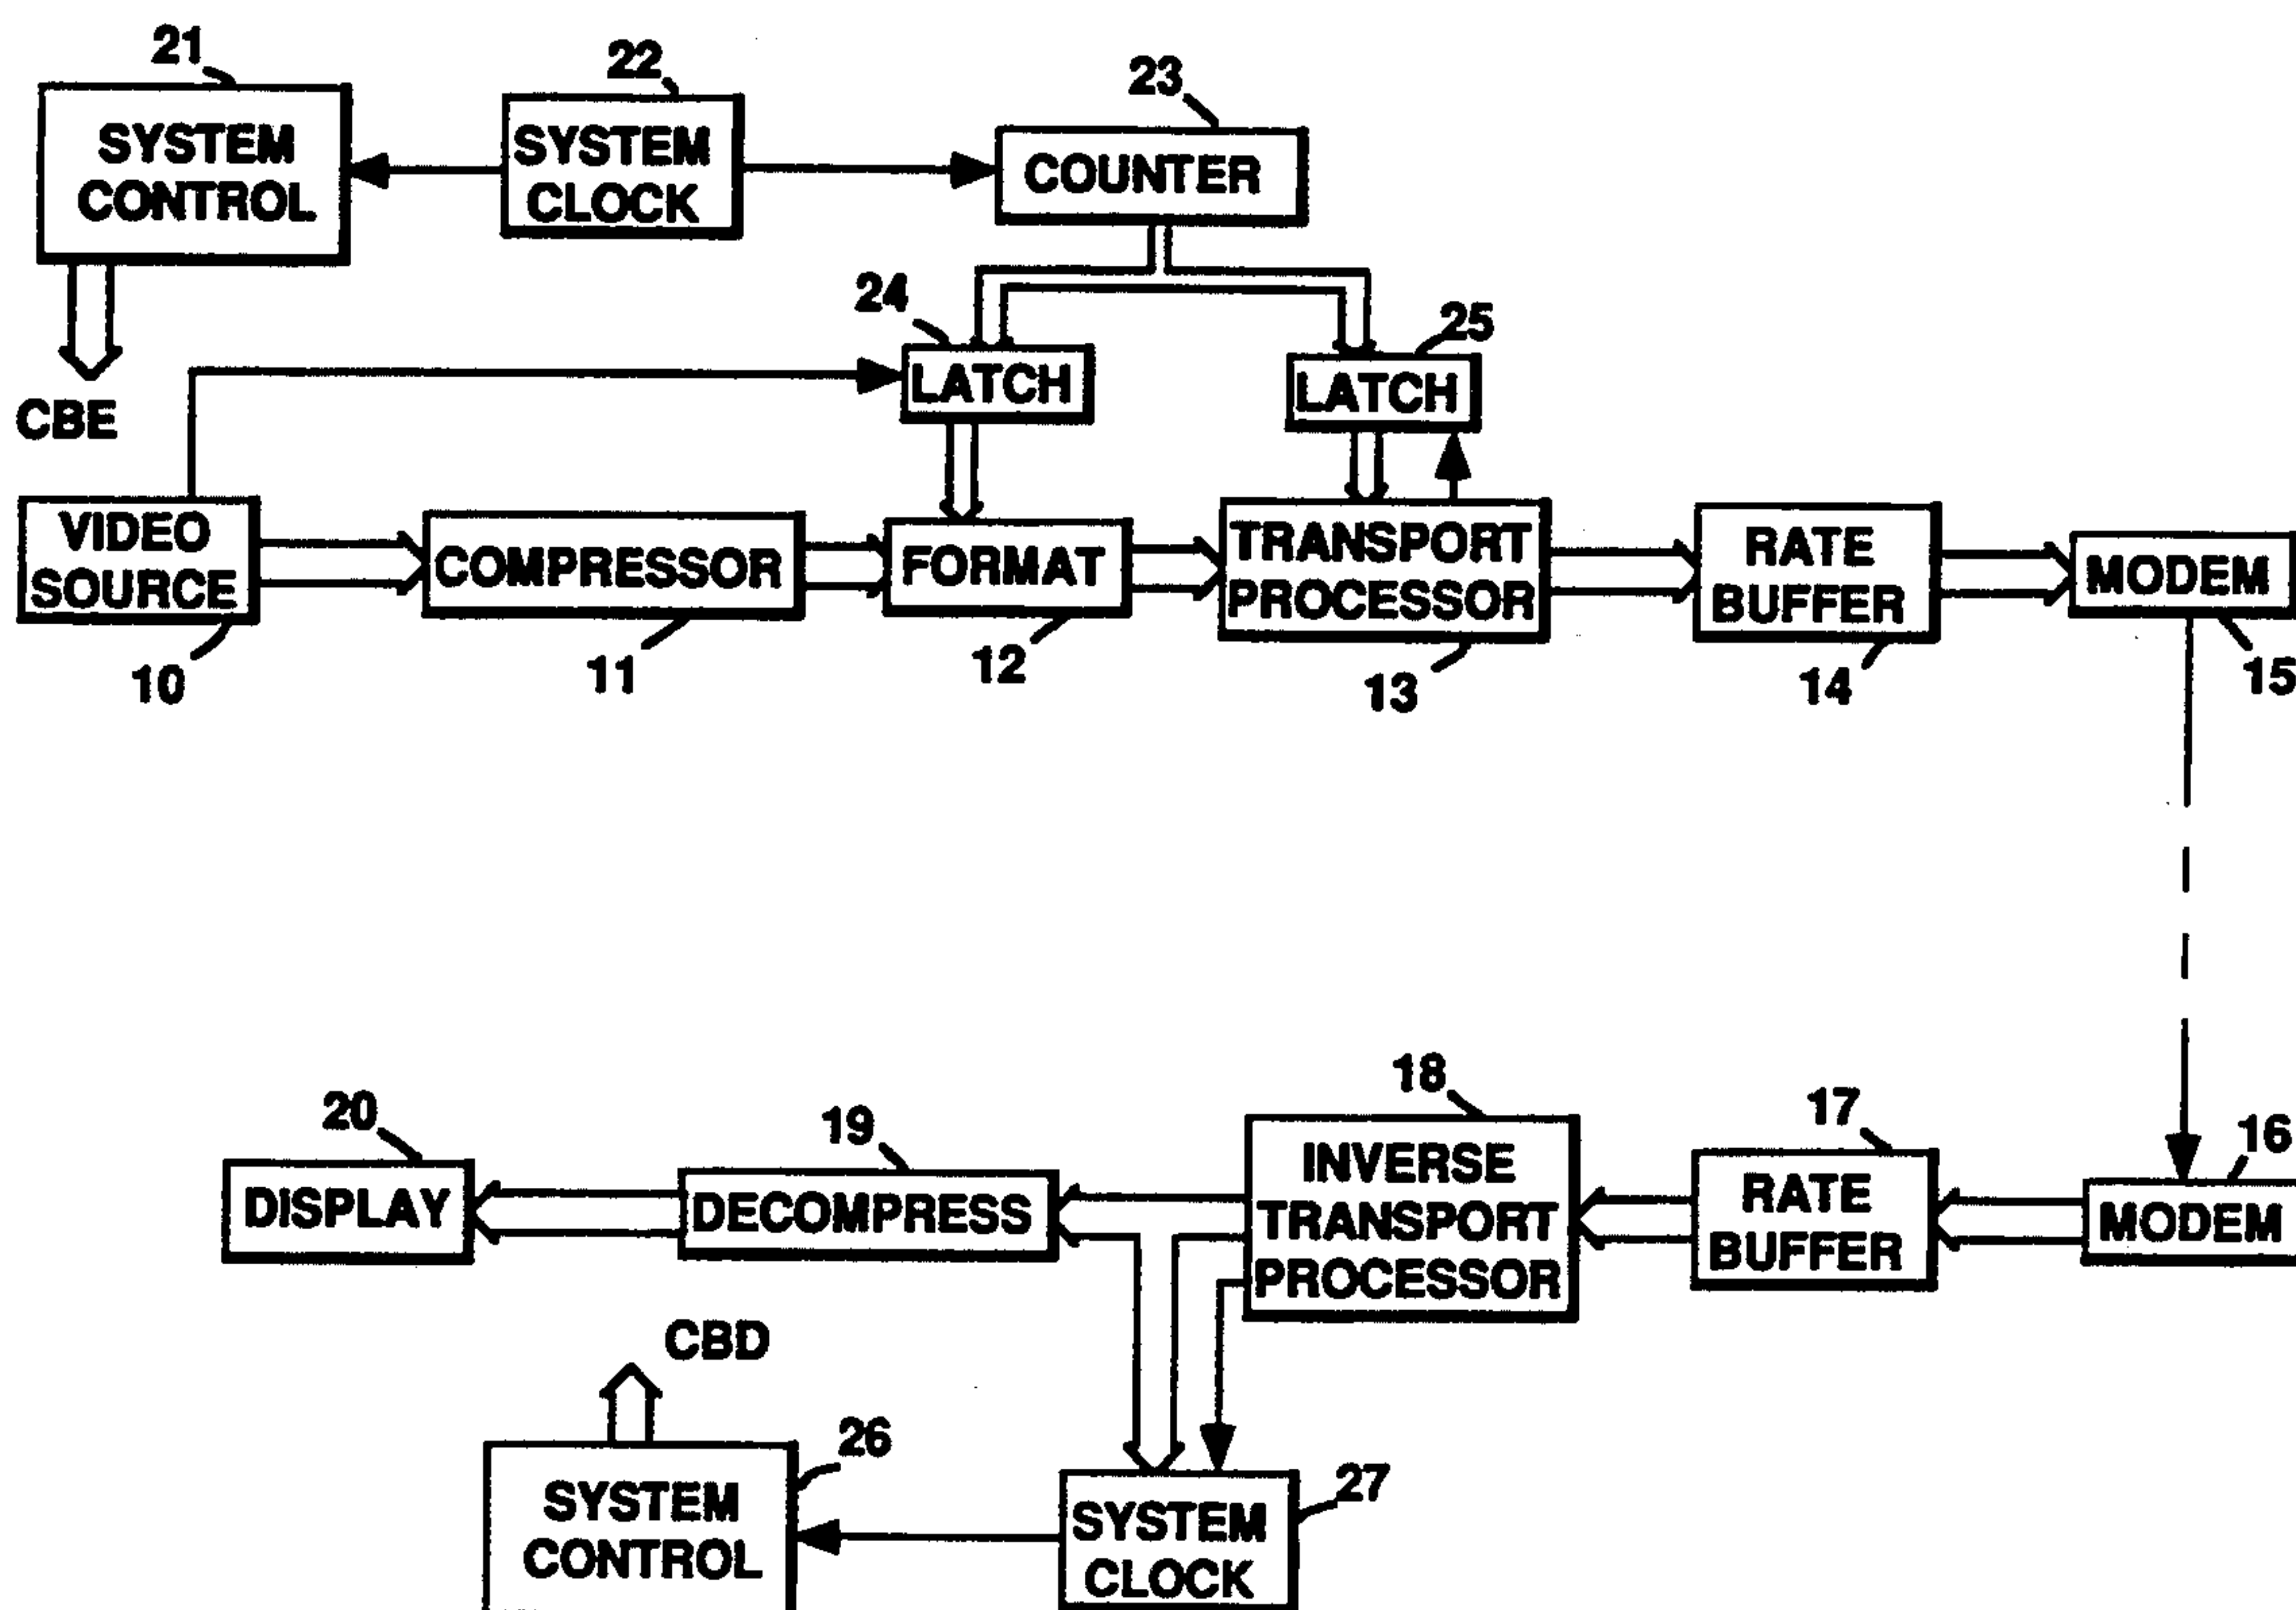 21
22
23
SYSTEM
CONTROL
SYSTEM
CLOCK
COUNTER
24
25
LATCH
LATCH
CBE
VIDEO
SOURCE
COMPRESSOR
FORMAT
TRANSPORT
PROCESSOR
RATE
BUFFER
MODEM
10
11
12
13
14
15
20
19
18
17
16
DISPLAY
DECOMPRESS
INVERSE
TRANSPORT
PROCESSOR
RATE
BUFFER
MODEM
CBD
26
27
SYSTEM
CONTROL
SYSTEM
CLOCK